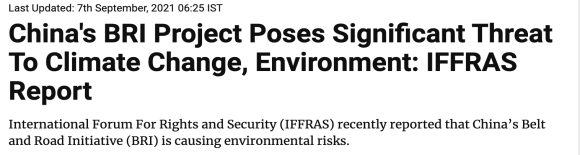 Last Updated: 7th September, 2021 06:25 IST
China's BRI Project Poses Significant Threat
To Climate Change, Environment: IFFRAS
Report
International Forum For Rights and Security (IFFRAS) recently reported that China’s Belt
and Road Initiative (BRI) is causing environmental risks.